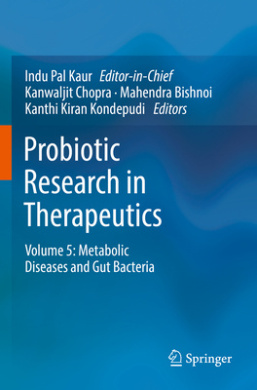 Indu Pal Kaur Editor-in-Chief
Kanwaljit Chopra · Mahendra Bishnoi
Kanthi Kiran Kondepudi Editors
Probiotic
Research in
Therapeutics
Volume 5: Metabolic
Diseases and Gut Bacteria
Springer